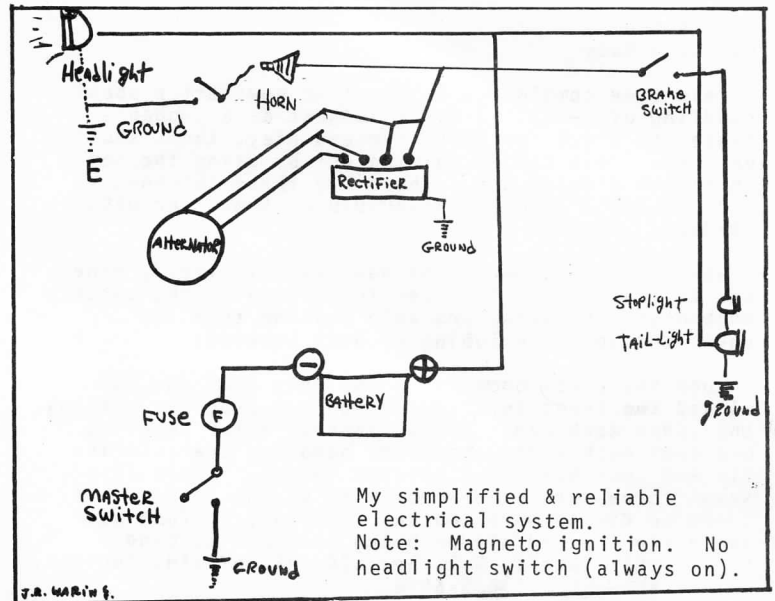 Headlight
HORN
BRAKE
SWITCH
GROUND
E
Rectifier
AlterNAtOR
GROUND
Stoplight
TAil-Light
gROUND
−
+
BAttERY
FUSE
F
MASTER
SWITCH
GROUND
My simplified & reliable
electrical system.
Note: Magneto ignition. No
headlight switch (always on).